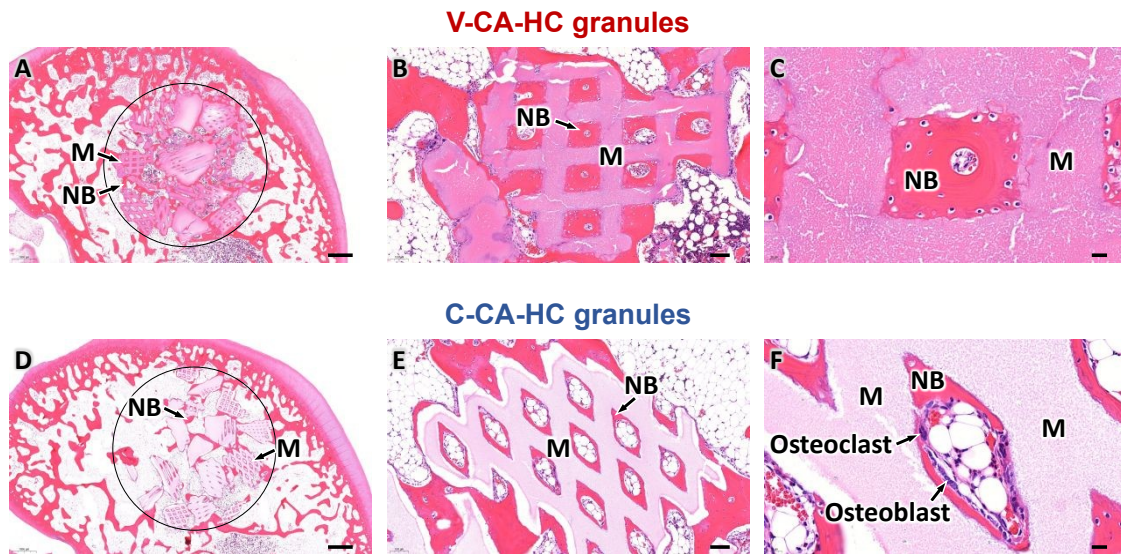 V-CA-HC granules
A
M
NB
B
NB
M
C
NB
M
C-CA-HC granules
D
NB
M
E
NB
M
F
NB
M
M
Osteoclast
Osteoblast